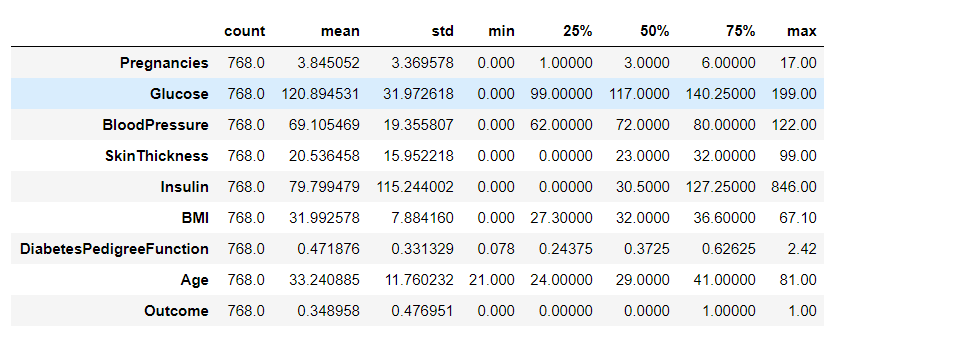 count mean std min 25% 50% 75% max
Pregnancies 768.0 3.845052 3.369578 0.000 1.00000 3.0000 6.00000 17.00
Glucose 768.0 120.894531 31.972618 0.000 99.00000 117.0000 140.25000 199.00
BloodPressure 768.0 69.105469 19.355807 0.000 62.00000 72.0000 80.00000 122.00
SkinThickness 768.0 20.536458 15.952218 0.000 0.00000 23.0000 32.00000 99.00
Insulin 768.0 79.799479 115.244002 0.000 0.00000 30.5000 127.25000 846.00
BMI 768.0 31.992578 7.884160 0.000 27.30000 32.0000 36.60000 67.10
DiabetesPedigreeFunction 768.0 0.471876 0.331329 0.078 0.24375 0.3725 0.62625 2.42
Age 768.0 33.240885 11.760232 21.000 24.00000 29.0000 41.00000 81.00
Outcome 768.0 0.348958 0.476951 0.000 0.00000 0.0000 1.00000 1.00